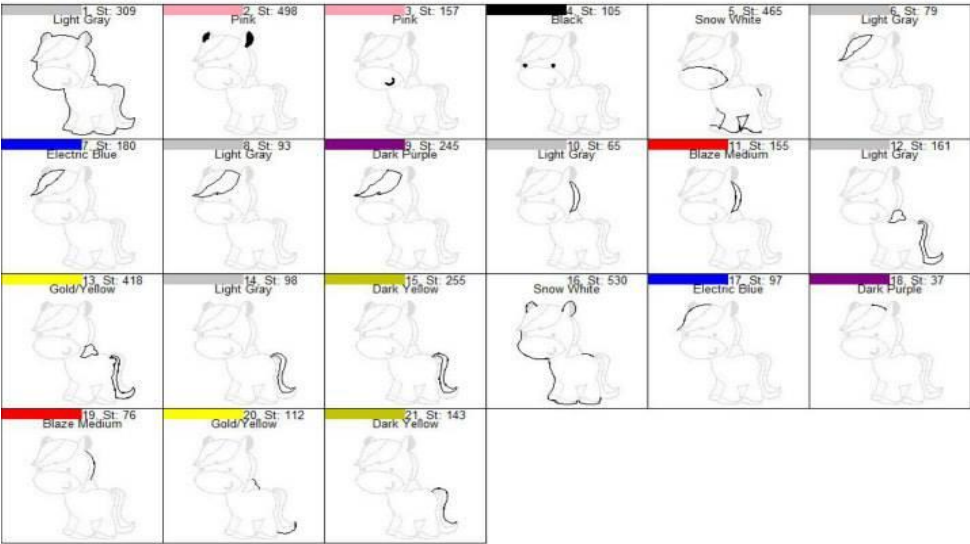 1, St: 309
Light Gray
2, St: 498
Pink
3, St: 157
Pink
4, St: 105
Black
5, St: 465
Snow White
6, St: 79
Light Gray
7, St: 180
Electric Blue
8, St: 93
Light Gray
9, St: 245
Dark Purple
10, St: 65
Light Gray
11, St: 155
Blaze Medium
12, St: 161
Light Gray
13, St: 418
Gold/Yellow
14, St: 98
Light Gray
15, St: 255
Dark Yellow
16, St: 530
Snow White
17, St: 97
Electric Blue
18, St: 37
Dark Purple
19, St: 76
Blaze Medium
20, St: 112
Gold/Yellow
21, St: 143
Dark Yellow